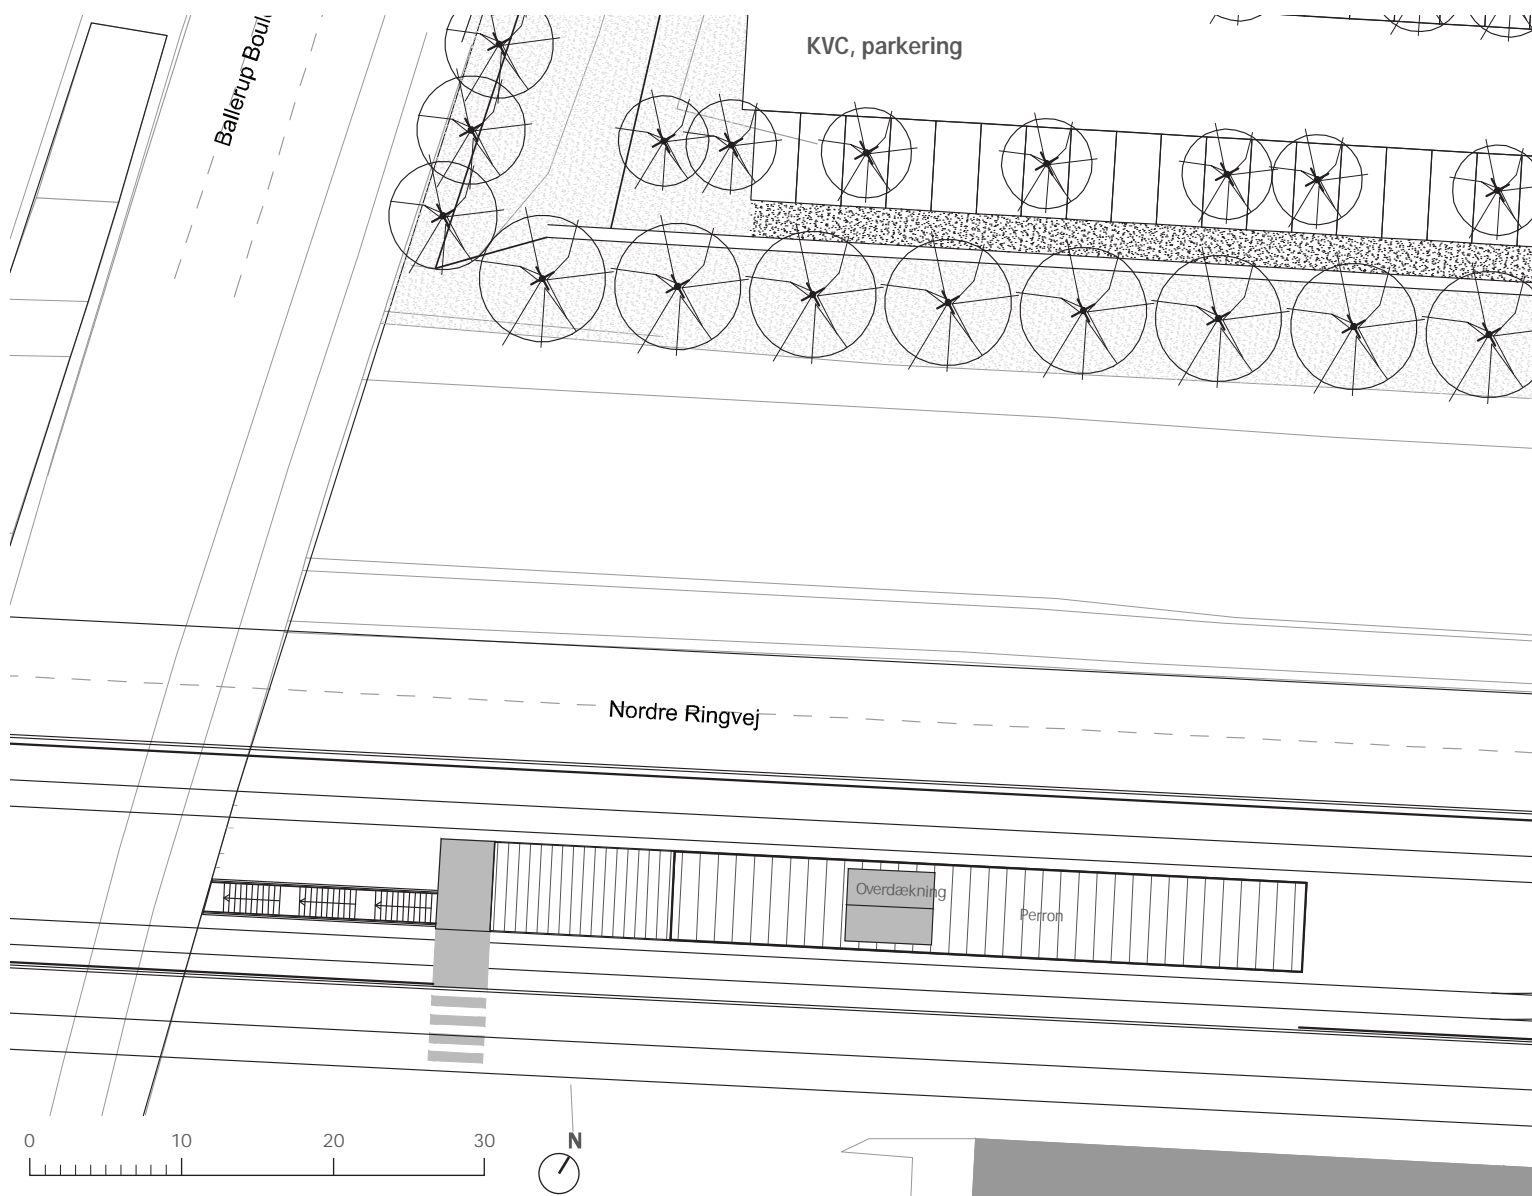 KVC, parkering
Ballerup Boul
Nordre Ringvej
Overdækning
Perron
0 10 20 30
N